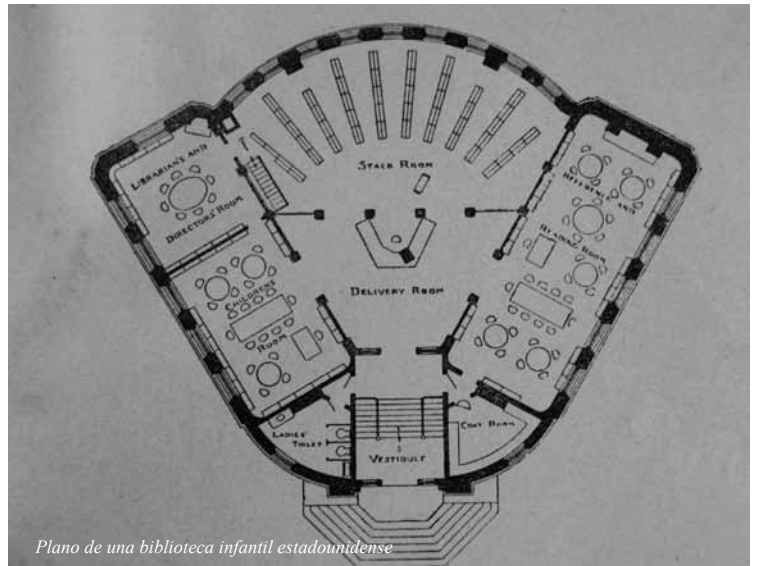 LIBRARIAN'S AND
DIRECTORS' ROOM
STACK ROOM
REFERENCE AND
READING ROOM
DELIVERY ROOM
CHILDRENS
ROOM
LADIES'
TOILET
VESTIBULE
COAT ROOM
Plano de una biblioteca infantil estadounidense